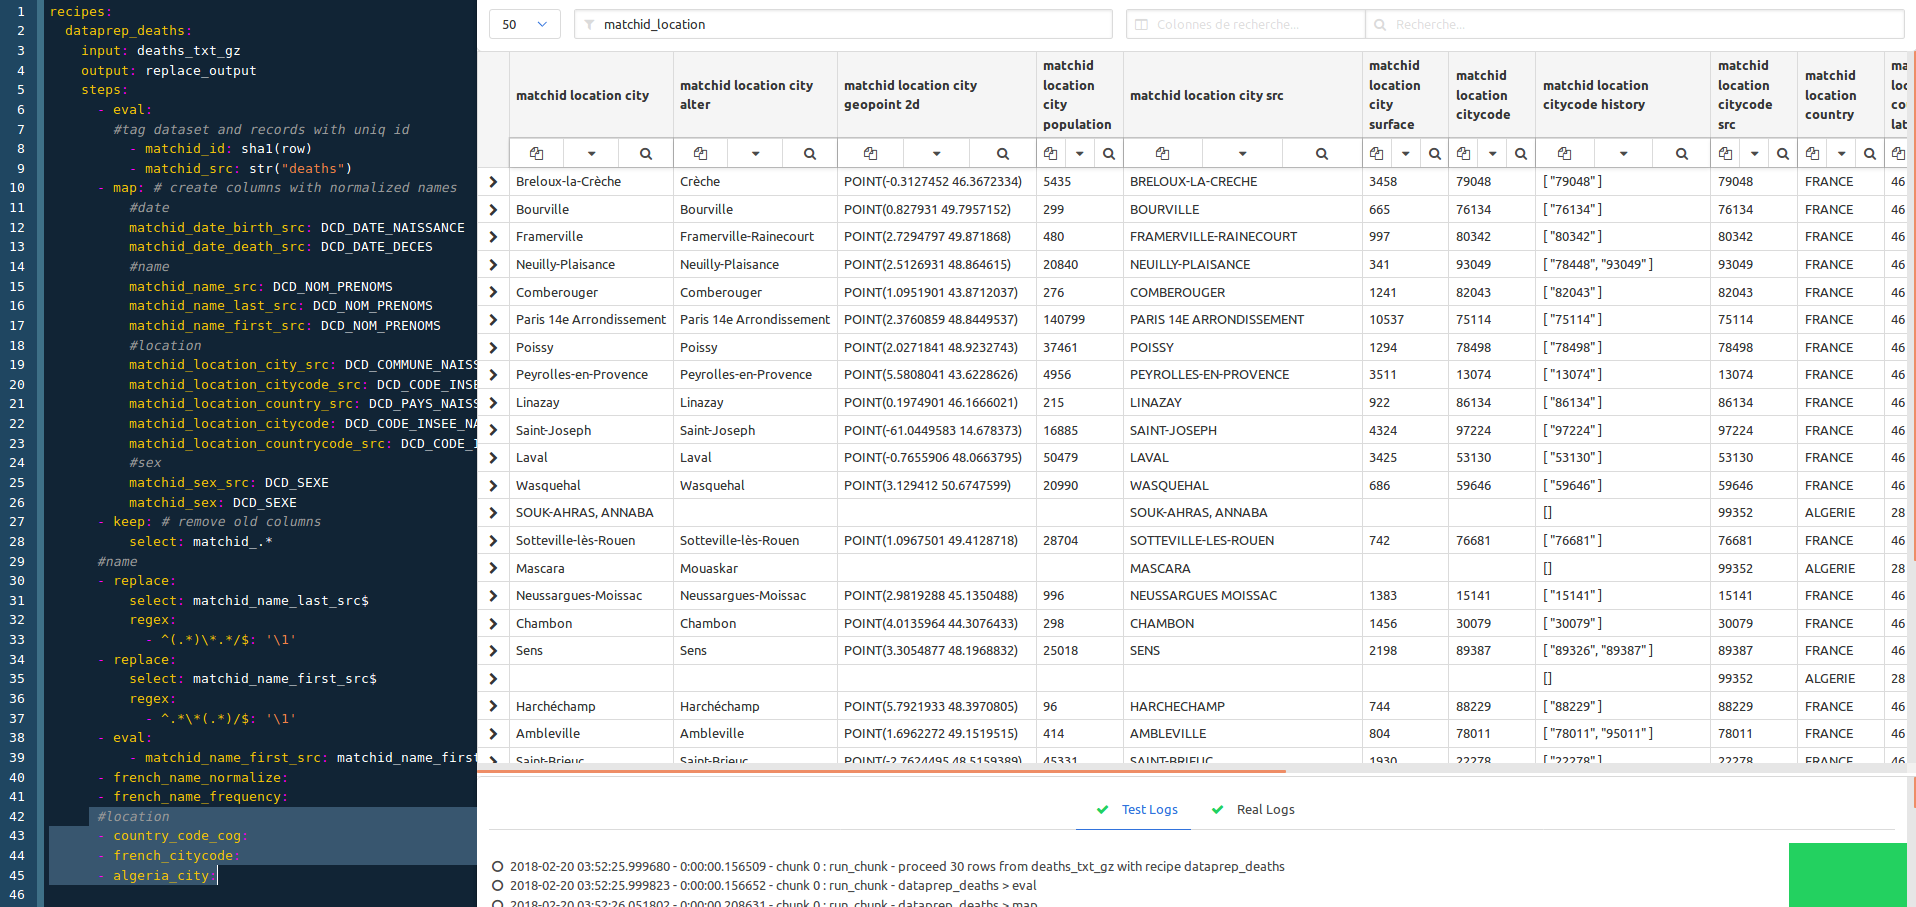 1 recipes:
2 dataprep_deaths:
3 input: deaths_txt_gz
4 output: replace_output
5 steps:
6 - eval:
7 #tag dataset and records with uniq id
8 - matchid_id: sha1(row)
9 - matchid_src: str("deaths")
10 - map: # create columns with normalized names
11 #date
12 matchid_date_birth_src: DCD_DATE_NAISSANCE
13 matchid_date_death_src: DCD_DATE_DECES
14 #name
15 matchid_name_src: DCD_NOM_PRENOMS
16 matchid_name_last_src: DCD_NOM_PRENOMS
17 matchid_name_first_src: DCD_NOM_PRENOMS
18 #location
19 matchid_location_city_src: DCD_COMMUNE_NAISS
20 matchid_location_citycode_src: DCD_CODE_INSE
21 matchid_location_country_src: DCD_PAYS_NAISS
22 matchid_location_citycode: DCD_CODE_INSEE_NA
23 matchid_location_countrycode_src: DCD_CODE_I
24 #sex
25 matchid_sex_src: DCD_SEXE
26 matchid_sex: DCD_SEXE
27 - keep: # remove old columns
28 select: matchid_.*
29 #name
30 - replace:
31 select: matchid_name_last_src$
32 regex:
33 - ^(.*)\*.*/$: '\1'
34 - replace:
35 select: matchid_name_first_src$
36 regex:
37 - ^.*\*(.*)/$: '\1'
38 - eval:
39 - matchid_name_first_src: matchid_name_first
40 - french_name_normalize:
41 - french_name_frequency:
42 #location
43 - country_code_cog:
44 - french_citycode:
45 - algeria_city:
46
50 matchid_location Colonnes de recherche... Recherche...
matchid location city matchid location city alter matchid location city geopoint 2d matchid location city population matchid location city src matchid location city surface matchid location citycode matchid location citycode history matchid location citycode src matchid location country ma loc cou lat
Breloux-la-Crèche Crèche POINT(-0.3127452 46.3672334) 5435 BRELOUX-LA-CRECHE 3458 79048 [ "79048" ] 79048 FRANCE 46
Bourville Bourville POINT(0.827931 49.7957152) 299 BOURVILLE 665 76134 [ "76134" ] 76134 FRANCE 46
Framerville Framerville-Rainecourt POINT(2.7294797 49.871868) 480 FRAMERVILLE-RAINECOURT 997 80342 [ "80342" ] 80342 FRANCE 46
Neuilly-Plaisance Neuilly-Plaisance POINT(2.5126931 48.864615) 20840 NEUILLY-PLAISANCE 341 93049 [ "78448", "93049" ] 93049 FRANCE 46
Comberouger Comberouger POINT(1.0951901 43.8712037) 276 COMBEROUGER 1241 82043 [ "82043" ] 82043 FRANCE 46
Paris 14e Arrondissement Paris 14e Arrondissement POINT(2.3760859 48.8449537) 140799 PARIS 14E ARRONDISSEMENT 10537 75114 [ "75114" ] 75114 FRANCE 46
Poissy Poissy POINT(2.0271841 48.9232743) 37461 POISSY 1294 78498 [ "78498" ] 78498 FRANCE 46
Peyrolles-en-Provence Peyrolles-en-Provence POINT(5.5808041 43.6228626) 4956 PEYROLLES-EN-PROVENCE 3511 13074 [ "13074" ] 13074 FRANCE 46
Linazay Linazay POINT(0.1974901 46.1666021) 215 LINAZAY 922 86134 [ "86134" ] 86134 FRANCE 46
Saint-Joseph Saint-Joseph POINT(-61.0449583 14.678373) 16885 SAINT-JOSEPH 4324 97224 [ "97224" ] 97224 FRANCE 46
Laval Laval POINT(-0.7655906 48.0663795) 50479 LAVAL 3425 53130 [ "53130" ] 53130 FRANCE 46
Wasquehal Wasquehal POINT(3.129412 50.6747599) 20990 WASQUEHAL 686 59646 [ "59646" ] 59646 FRANCE 46
SOUK-AHRAS, ANNABA SOUK-AHRAS, ANNABA [] 99352 ALGERIE 28
Sotteville-lès-Rouen Sotteville-lès-Rouen POINT(1.0967501 49.4128718) 28704 SOTTEVILLE-LES-ROUEN 742 76681 [ "76681" ] 76681 FRANCE 46
Mascara Mouaskar MASCARA [] 99352 ALGERIE 28
Neussargues-Moissac Neussargues-Moissac POINT(2.9819288 45.1350488) 996 NEUSSARGUES MOISSAC 1383 15141 [ "15141" ] 15141 FRANCE 46
Chambon Chambon POINT(4.0135964 44.3076433) 298 CHAMBON 1456 30079 [ "30079" ] 30079 FRANCE 46
Sens Sens POINT(3.3054877 48.1968832) 25018 SENS 2198 89387 [ "89326", "89387" ] 89387 FRANCE 46
[] 99352 ALGERIE 28
Harchéchamp Harchéchamp POINT(5.7921933 48.3970805) 96 HARCHECHAMP 744 88229 [ "88229" ] 88229 FRANCE 46
Ambleville Ambleville POINT(1.6962272 49.1519515) 414 AMBLEVILLE 804 78011 [ "78011", "95011" ] 78011 FRANCE 46
Saint-Brieuc Saint-Brieuc POINT(-2.7624495 48.5159389) 45331 SAINT-BRIEUC 1930 22278 [ "22278" ] 22278 FRANCE 46
Test Logs Real Logs
2018-02-20 03:52:25.999680 - 0:00:00.156509 - chunk 0 : run_chunk - proceed 30 rows from deaths_txt_gz with recipe dataprep_deaths
2018-02-20 03:52:25.999823 - 0:00:00.156652 - chunk 0 : run_chunk - dataprep_deaths > eval
2018-02-20 03:52:26.051802 - 0:00:00.208631 - chunk 0 : run_chunk - dataprep_deaths > map